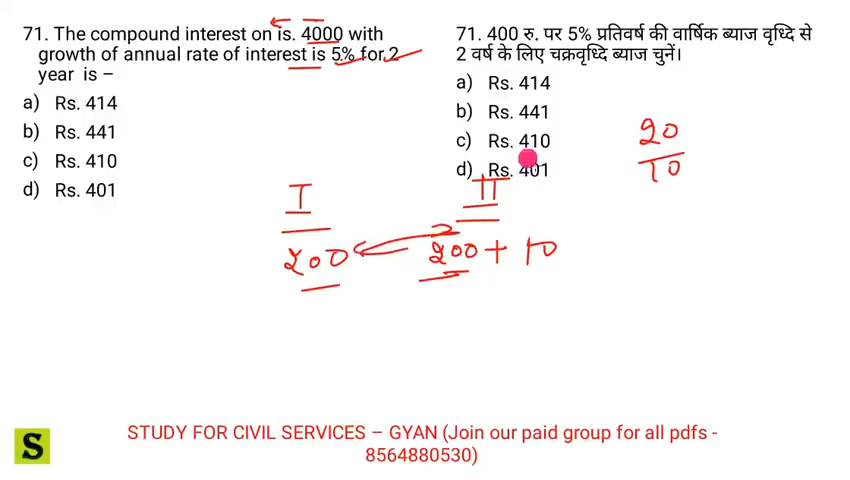 71. The compound interest on is. 4000 with
growth of annual rate of interest is 5% for 2
year is –
a) Rs. 414
b) Rs. 441
c) Rs. 410
d) Rs. 401
71. 400 रु. पर 5% प्रतिवर्ष की वार्षिक ब्याज वृध्दि से
2 वर्ष के लिए चक्रवृध्दि ब्याज चुनें।
a) Rs. 414
b) Rs. 441
c) Rs. 410
d) Rs. 401
20
10
I II
200 200 + 10
S
STUDY FOR CIVIL SERVICES – GYAN (Join our paid group for all pdfs -
8564880530)